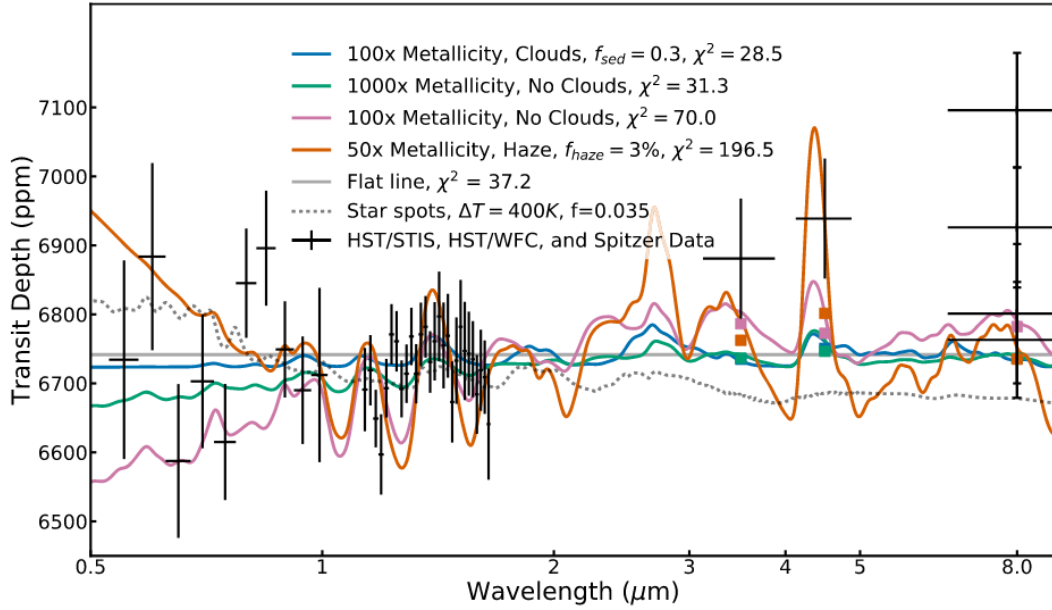 100x Metallicity, Clouds, f_sed = 0.3, χ² = 28.5
1000x Metallicity, No Clouds, χ² = 31.3
100x Metallicity, No Clouds, χ² = 70.0
50x Metallicity, Haze, f_haze = 3%, χ² = 196.5
Flat line, χ² = 37.2
Star spots, ΔT = 400K, f=0.035
HST/STIS, HST/WFC, and Spitzer Data
Transit Depth (ppm)
7100
7000
6900
6800
6700
6600
6500
0.5
1
2
3
4
5
8.0
Wavelength (μm)